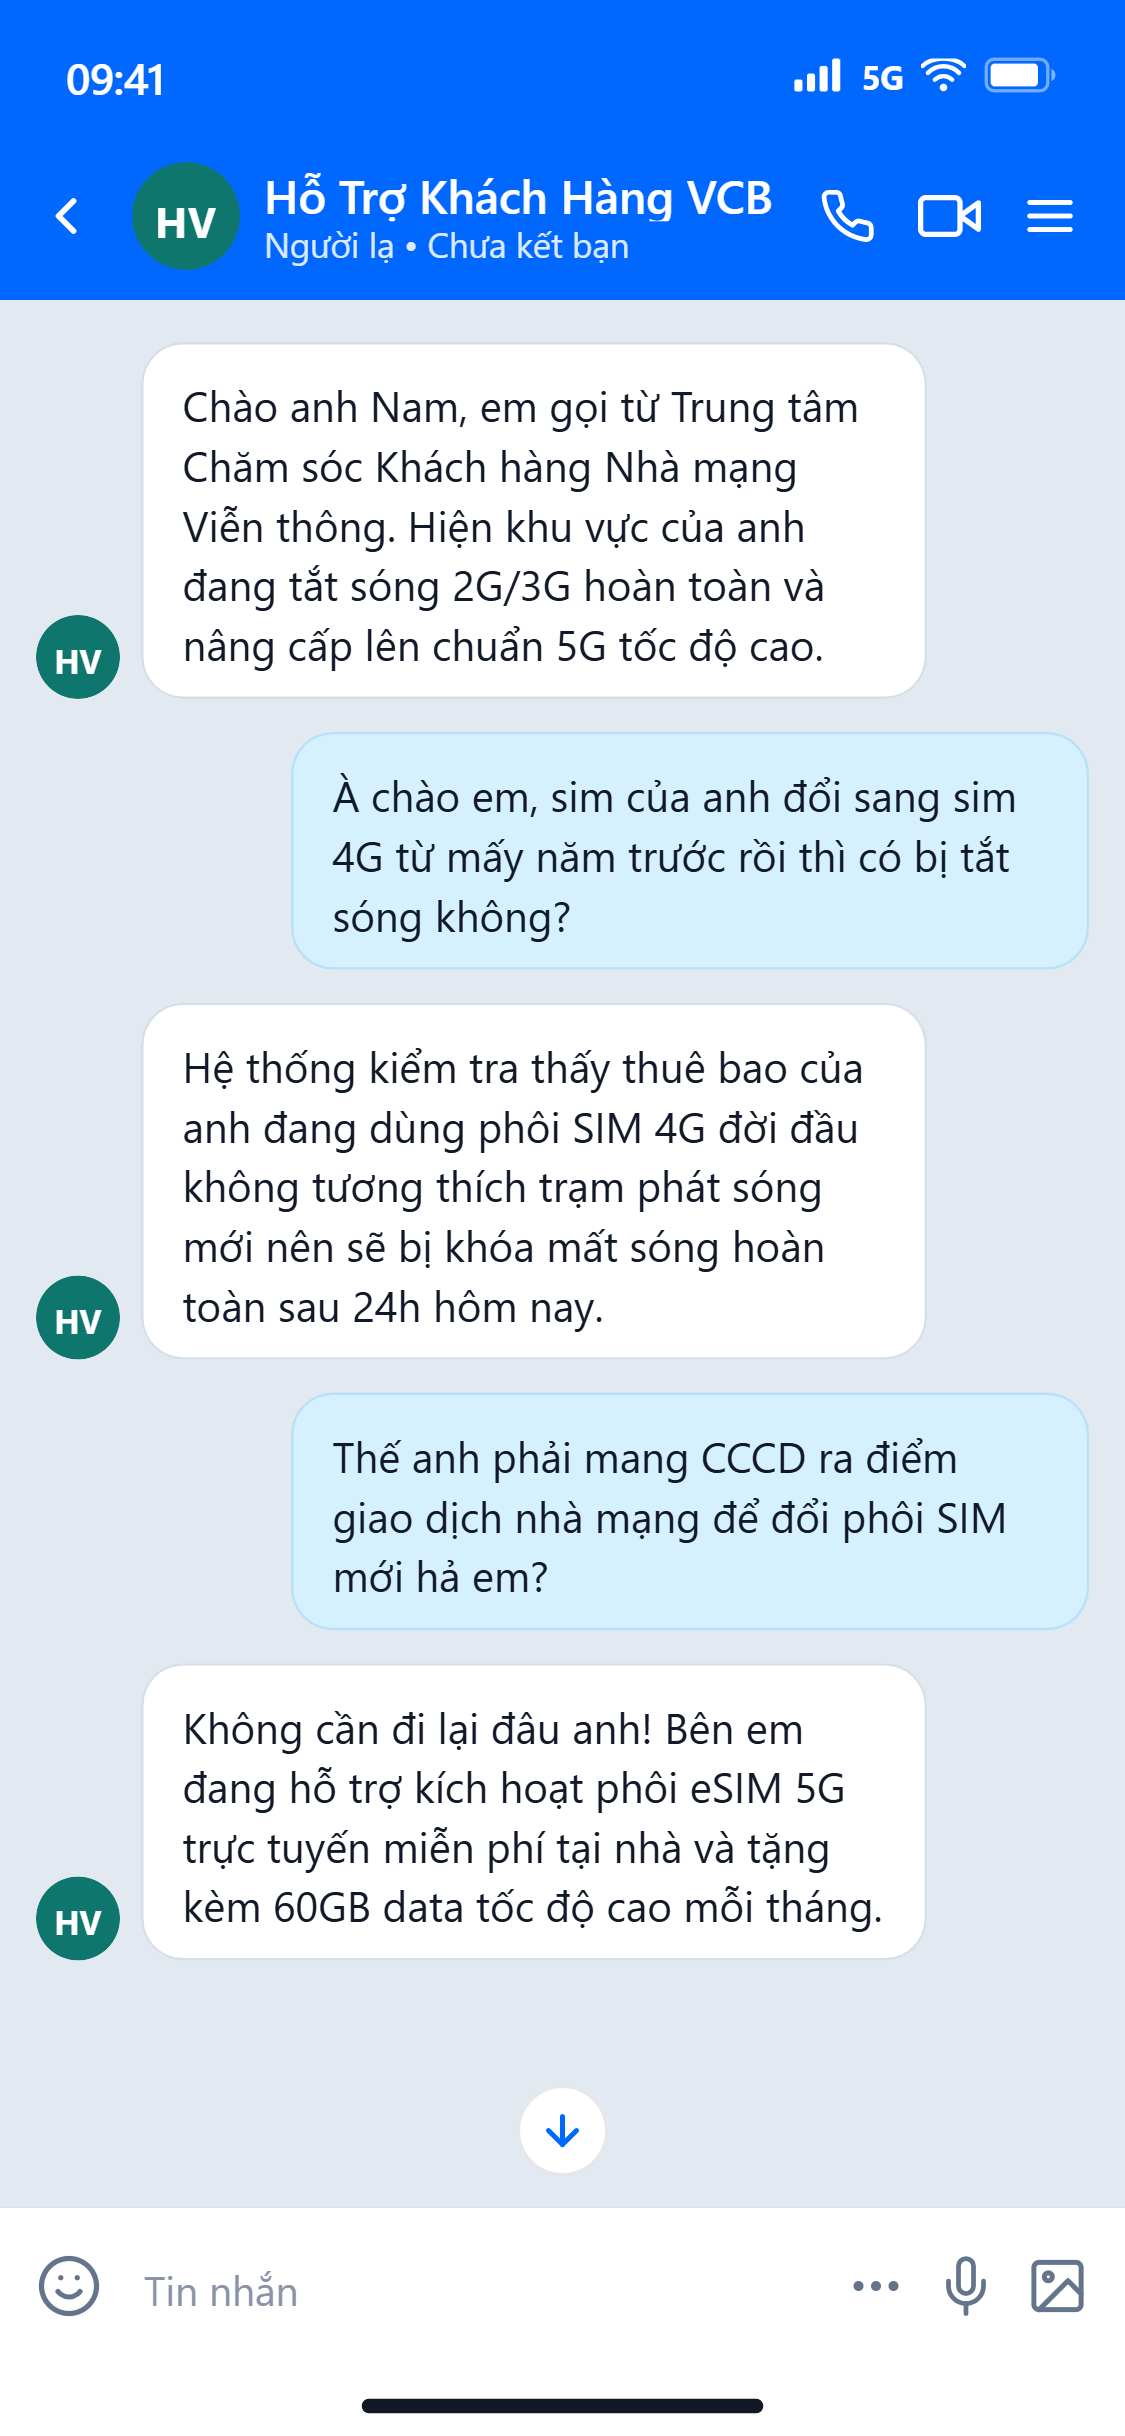 09:41
5G
HV
Hỗ Trợ Khách Hàng VCB
Người lạ • Chưa kết bạn
Chào anh Nam, em gọi từ Trung tâm
Chăm sóc Khách hàng Nhà mạng
Viễn thông. Hiện khu vực của anh
đang tắt sóng 2G/3G hoàn toàn và
nâng cấp lên chuẩn 5G tốc độ cao.
HV
À chào em, sim của anh đổi sang sim
4G từ mấy năm trước rồi thì có bị tắt
sóng không?
Hệ thống kiểm tra thấy thuê bao của
anh đang dùng phôi SIM 4G đời đầu
không tương thích trạm phát sóng
mới nên sẽ bị khóa mất sóng hoàn
toàn sau 24h hôm nay.
HV
Thế anh phải mang CCCD ra điểm
giao dịch nhà mạng để đổi phôi SIM
mới hả em?
Không cần đi lại đâu anh! Bên em
đang hỗ trợ kích hoạt phôi eSIM 5G
trực tuyến miễn phí tại nhà và tặng
kèm 60GB data tốc độ cao mỗi tháng.
HV
Tin nhắn